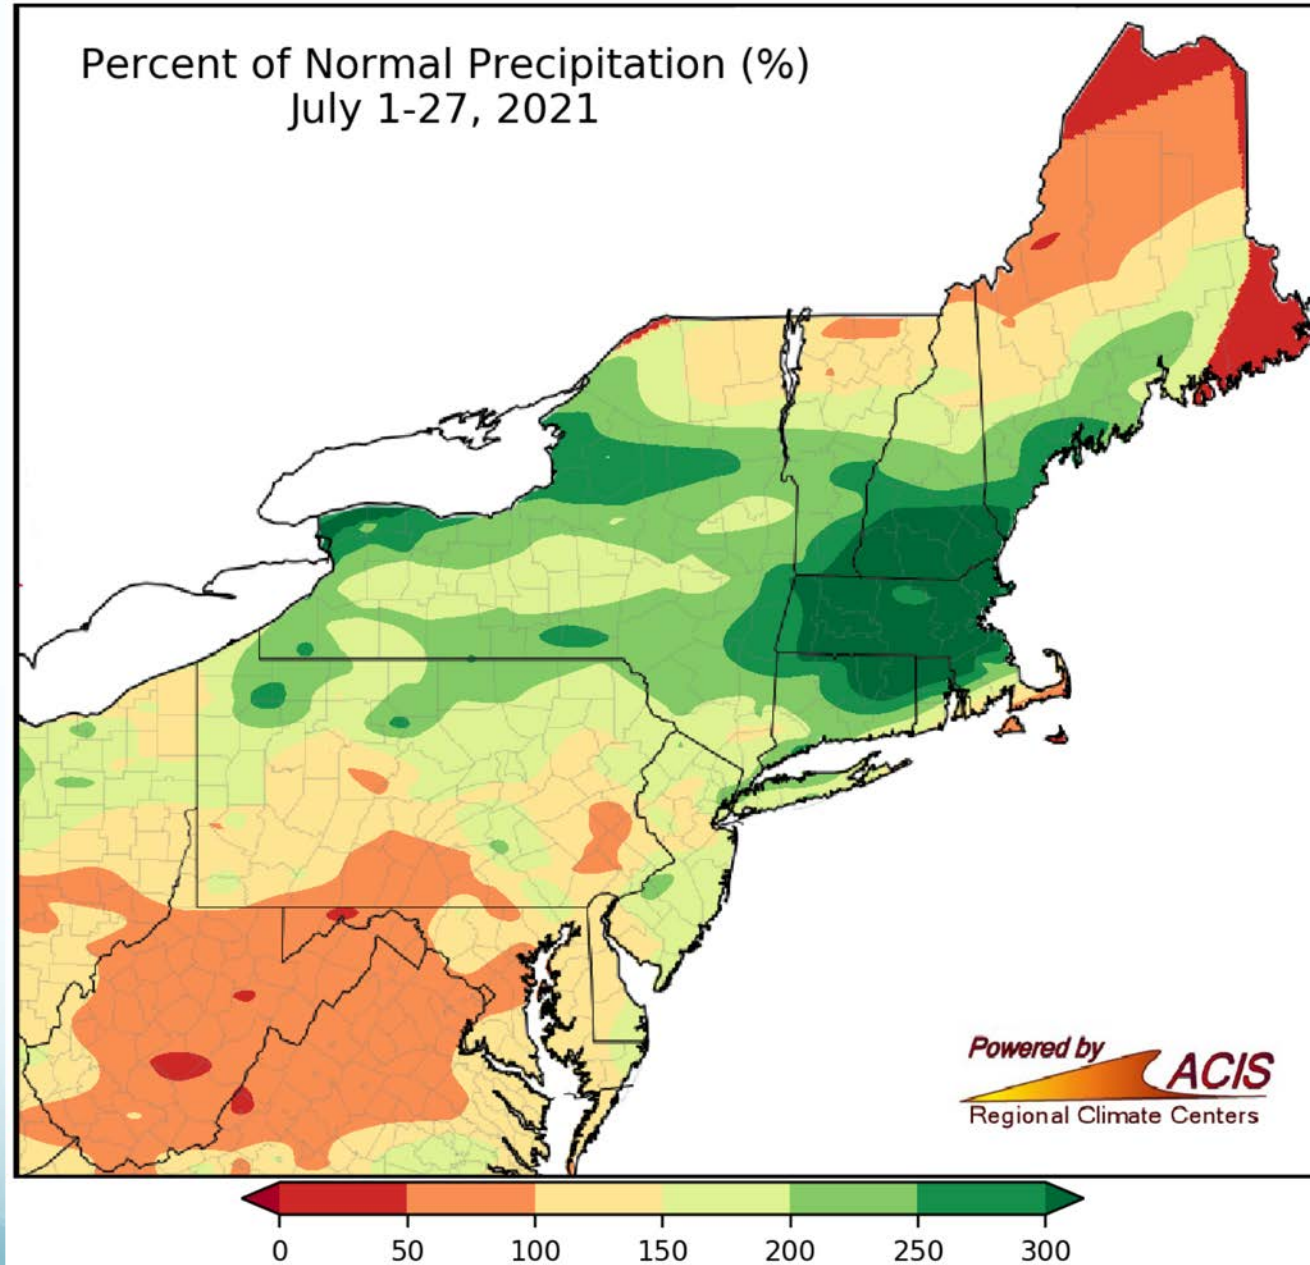 Percent of Normal Precipitation (%)
July 1-27, 2021
Powered by
ACIS
Regional Climate Centers
0 50 100 150 200 250 300